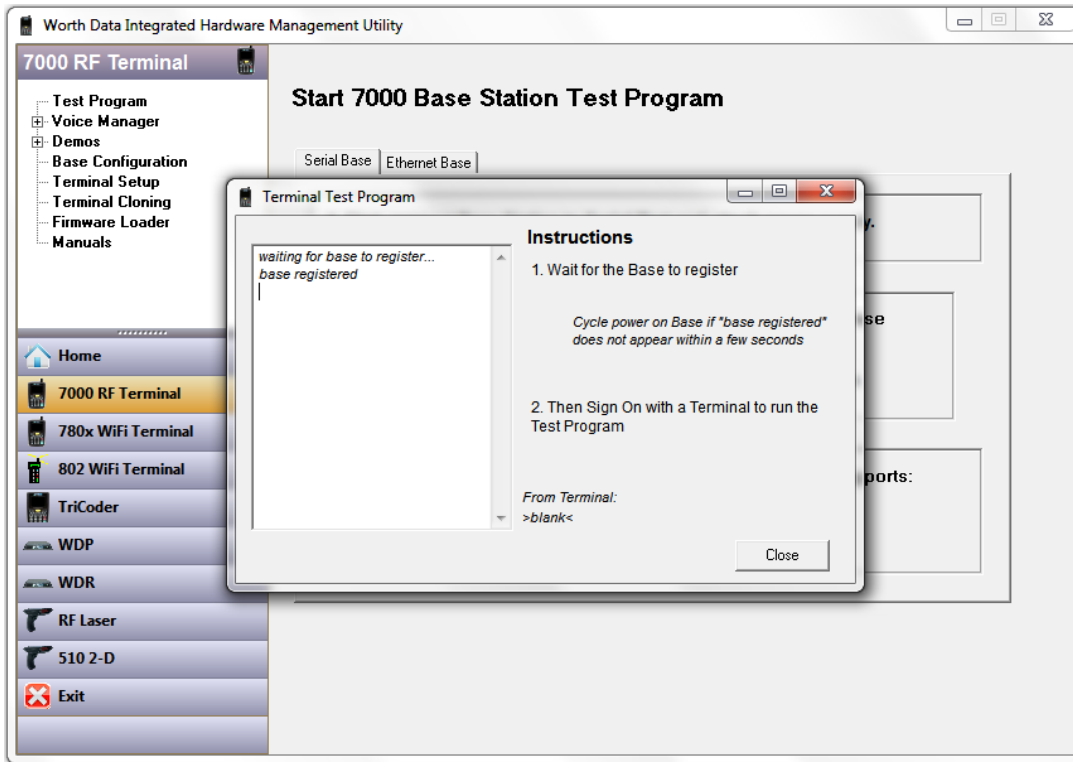 Worth Data Integrated Hardware Management Utility
7000 RF Terminal
Test Program
Voice Manager
Demos
Base Configuration
Terminal Setup
Terminal Cloning
Firmware Loader
Manuals
Home
7000 RF Terminal
780x WiFi Terminal
802 WiFi Terminal
TriCoder
WDP
WDR
RF Laser
510 2-D
Exit
Start 7000 Base Station Test Program
Serial Base
Ethernet Base
y.
se
ports:
Terminal Test Program
waiting for base to register...
base registered
Instructions
1. Wait for the Base to register
Cycle power on Base if "base registered"
does not appear within a few seconds
2. Then Sign On with a Terminal to run the
Test Program
From Terminal:
>blank<
Close